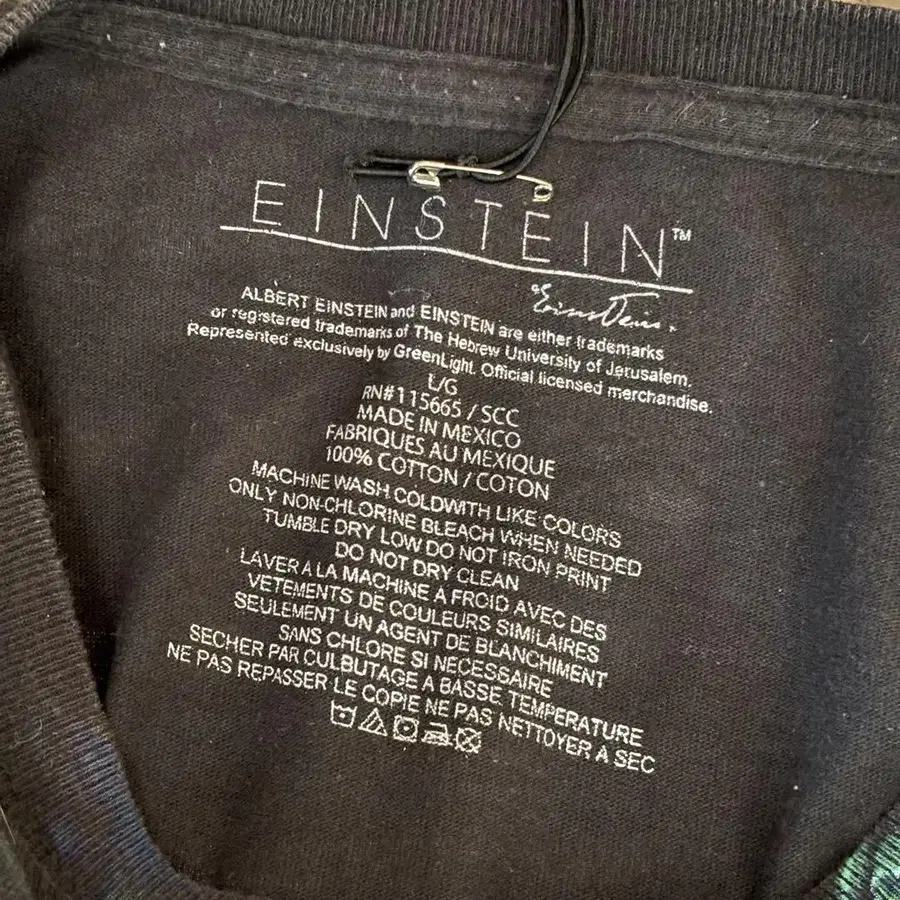 EINSTEIN™
Einstein.
ALBERT EINSTEIN and EINSTEIN are either trademarks
or registered trademarks of The Hebrew University of Jerusalem.
Represented exclusively by GreenLight. Official licensed merchandise.
L/G
RN#115665 / SCC
MADE IN MEXICO
FABRIQUES AU MEXIQUE
100% COTTON / COTON
MACHINE WASH COLDWITH LIKE COLORS
ONLY NON-CHLORINE BLEACH WHEN NEEDED
TUMBLE DRY LOW DO NOT IRON PRINT
DO NOT DRY CLEAN
LAVER A LA MACHINE A FROID AVEC DES
VETEMENTS DE COULEURS SIMILAIRES
SEULEMENT UN AGENT DE BLANCHIMENT
SANS CHLORE SI NECESSAIRE
SECHER PAR CULBUTAGE A BASSE TEMPERATURE
NE PAS REPASSER LE COPIE NE PAS NETTOYER A SEC